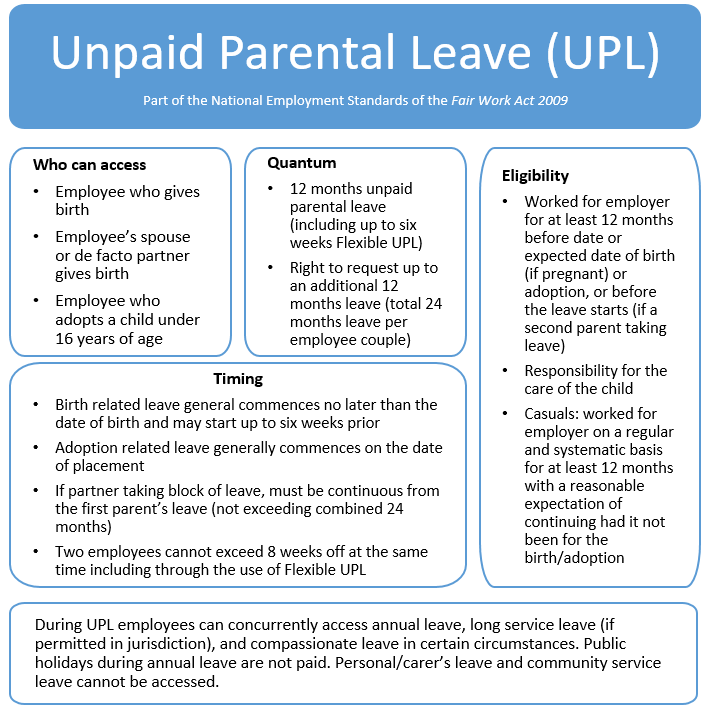 Unpaid Parental Leave (UPL)
Part of the National Employment Standards of the Fair Work Act 2009
Who can access
• Employee who gives
birth
• Employee's spouse
or de facto partner
gives birth
• Employee who
adopts a child under
16 years of age
Quantum
• 12 months unpaid
parental leave
(including up to six
weeks Flexible UPL)
• Right to request up to
an additional 12
months leave (total 24
months leave per
employee couple)
Eligibility
• Worked for employer
for at least 12 months
before date or
expected date of birth
(if pregnant) or
adoption, or before
the leave starts (if a
second parent taking
leave)
• Responsibility for the
care of the child
• Casuals: worked for
employer on a regular
and systematic basis
for at least 12 months
with a reasonable
expectation of
continuing had it not
been for the
birth/adoption
Timing
• Birth related leave general commences no later than the
date of birth and may start up to six weeks prior
• Adoption related leave generally commences on the date
of placement
• If partner taking block of leave, must be continuous from
the first parent's leave (not exceeding combined 24
months)
• Two employees cannot exceed 8 weeks off at the same
time including through the use of Flexible UPL
During UPL employees can concurrently access annual leave, long service leave (if
permitted in jurisdiction), and compassionate leave in certain circumstances. Public
holidays during annual leave are not paid. Personal/carer's leave and community service
leave cannot be accessed.